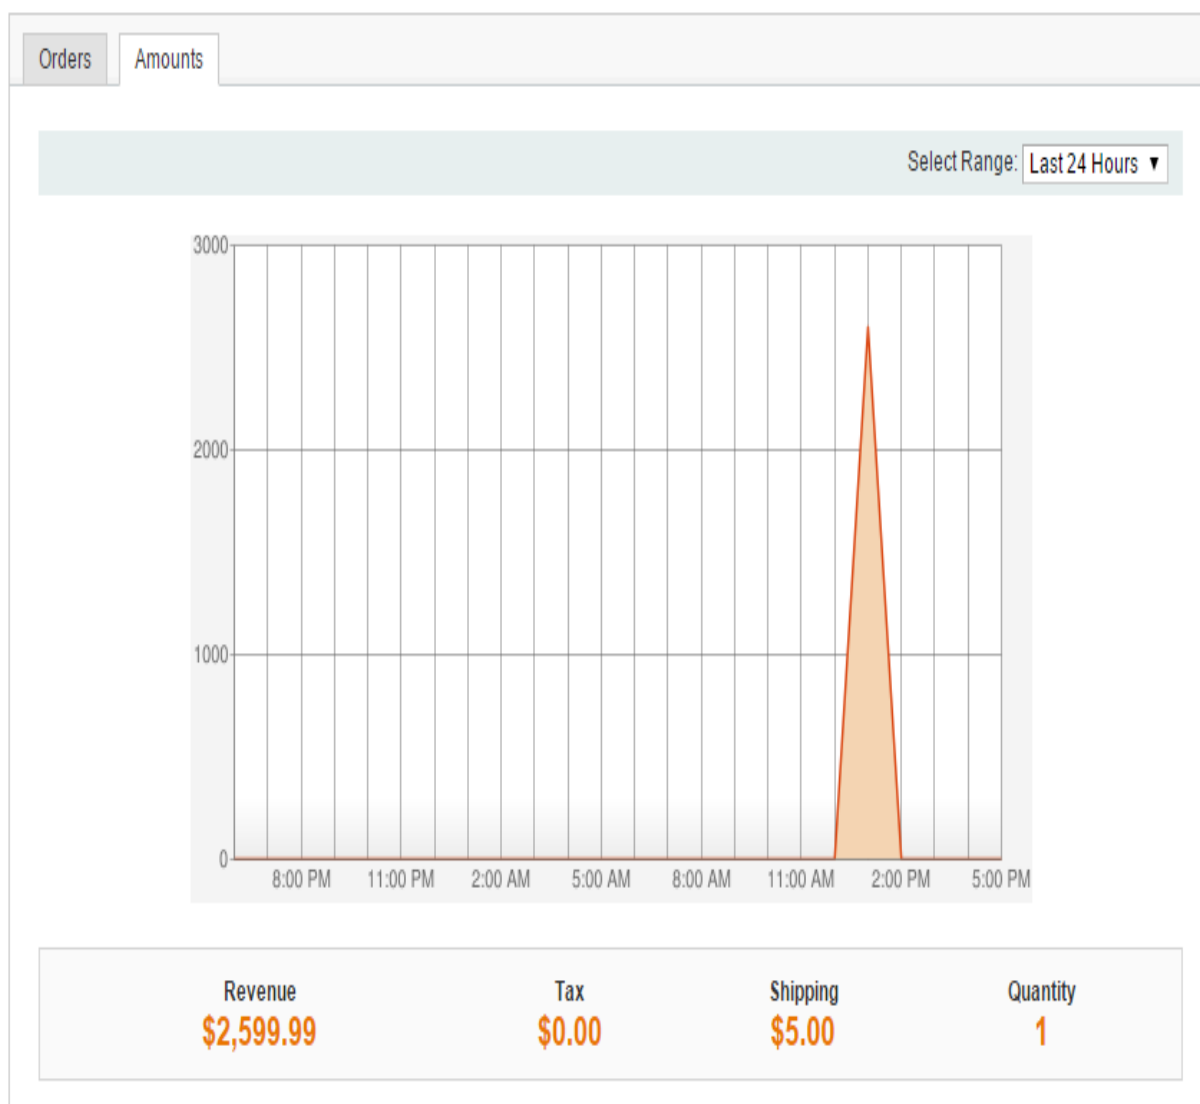 Orders Amounts
Select Range: Last 24 Hours ▼
3000
2000
1000
0
8:00 PM 11:00 PM 2:00 AM 5:00 AM 8:00 AM 11:00 AM 2:00 PM 5:00 PM
Revenue Tax Shipping Quantity
$2,599.99 $0.00 $5.00 1